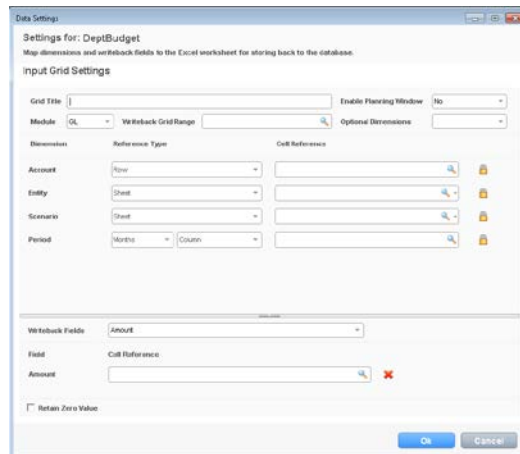 Data Settings
Settings for: DeptBudget
Map dimensions and writeback fields to the Excel worksheet for storing back to the database.
Input Grid Settings
Grid Title Enable Planning Window No
Module GL Writeback Grid Range Optional Dimensions
Dimension Reference Type Cell Reference
Account Row
Entity Sheet
Scenario Sheet
Period Months Column
Writeback Fields Amount
Field Cell Reference
Amount
Retain Zero Value
Ok Cancel